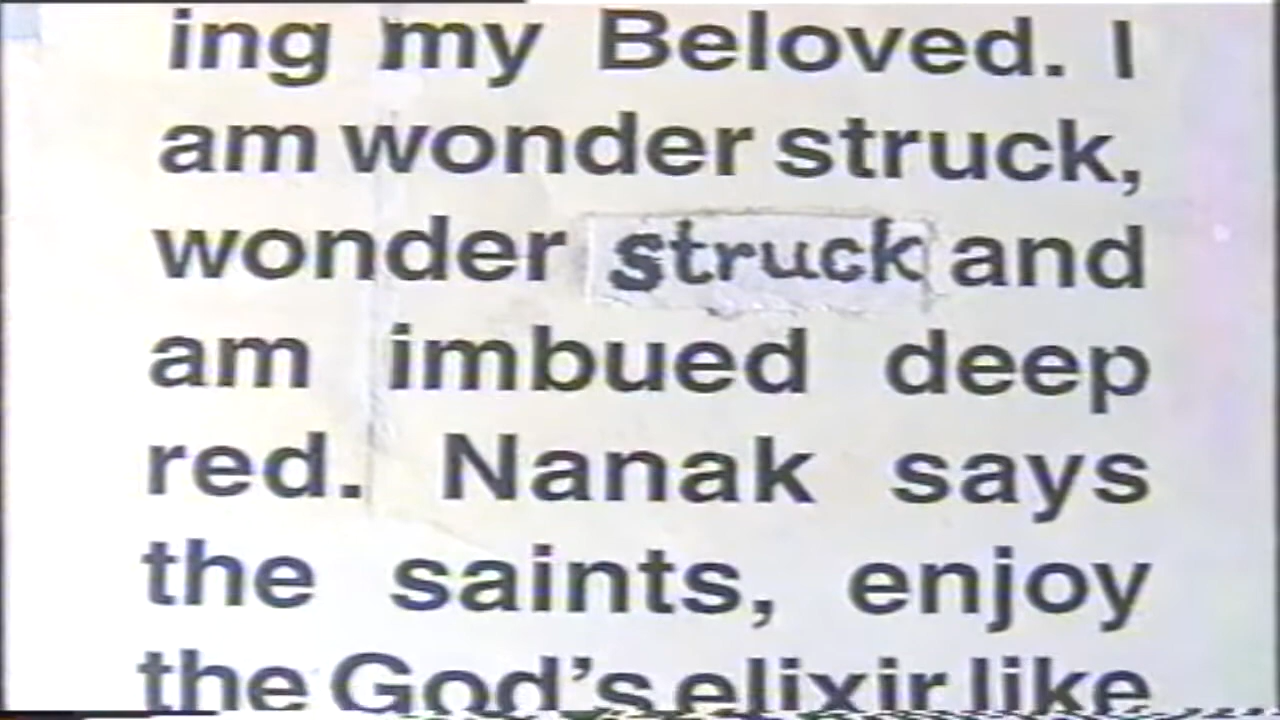 ing my Beloved. I
am wonder struck,
wonder struck and
am imbued deep
red. Nanak says
the saints, enjoy
the God's elixir like